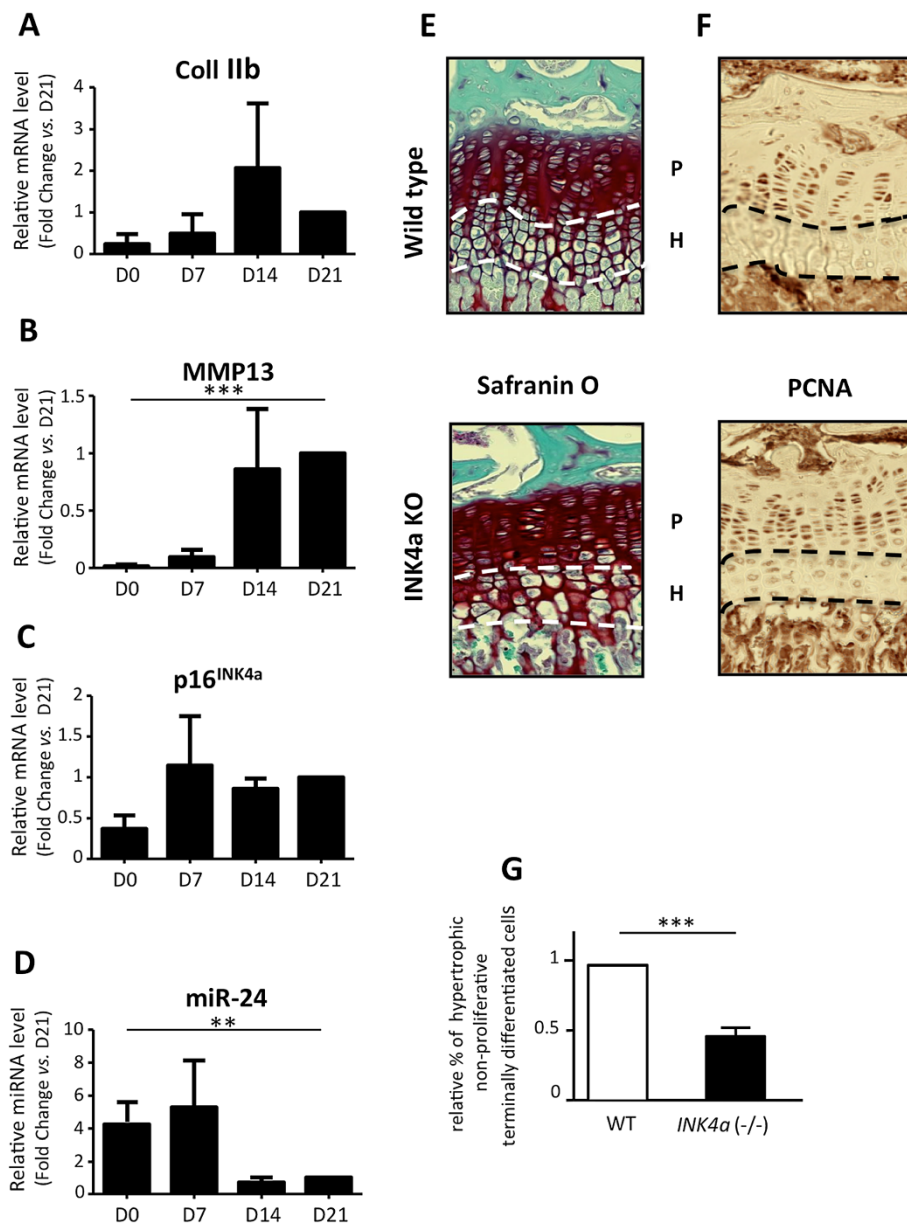 A
Coll IIb
Relative mRNA level
(Fold Change vs. D21)
4
3
2
1
0
D0 D7 D14 D21
B
MMP13
***
Relative mRNA level
(Fold Change vs. D21)
1.5
1
0.5
0
D0 D7 D14 D21
C
p16INK4a
Relative mRNA level
(Fold Change vs. D21)
2
1.5
1
0.5
0
D0 D7 D14 D21
D
miR-24
**
Relative miRNA level
(Fold Change vs. D21)
10
8
6
4
2
0
D0 D7 D14 D21
E
F
Wild type
P
H
Safranin O
PCNA
INK4a KO
P
H
G
***
relative % of hypertrophic
non-proliferative
terminally differentiated cells
1
0.5
0
WT INK4a (-/-)